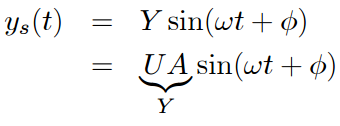 y_s(t) = Y sin(ωt + ϕ)
= UA sin(ωt + ϕ)
Y